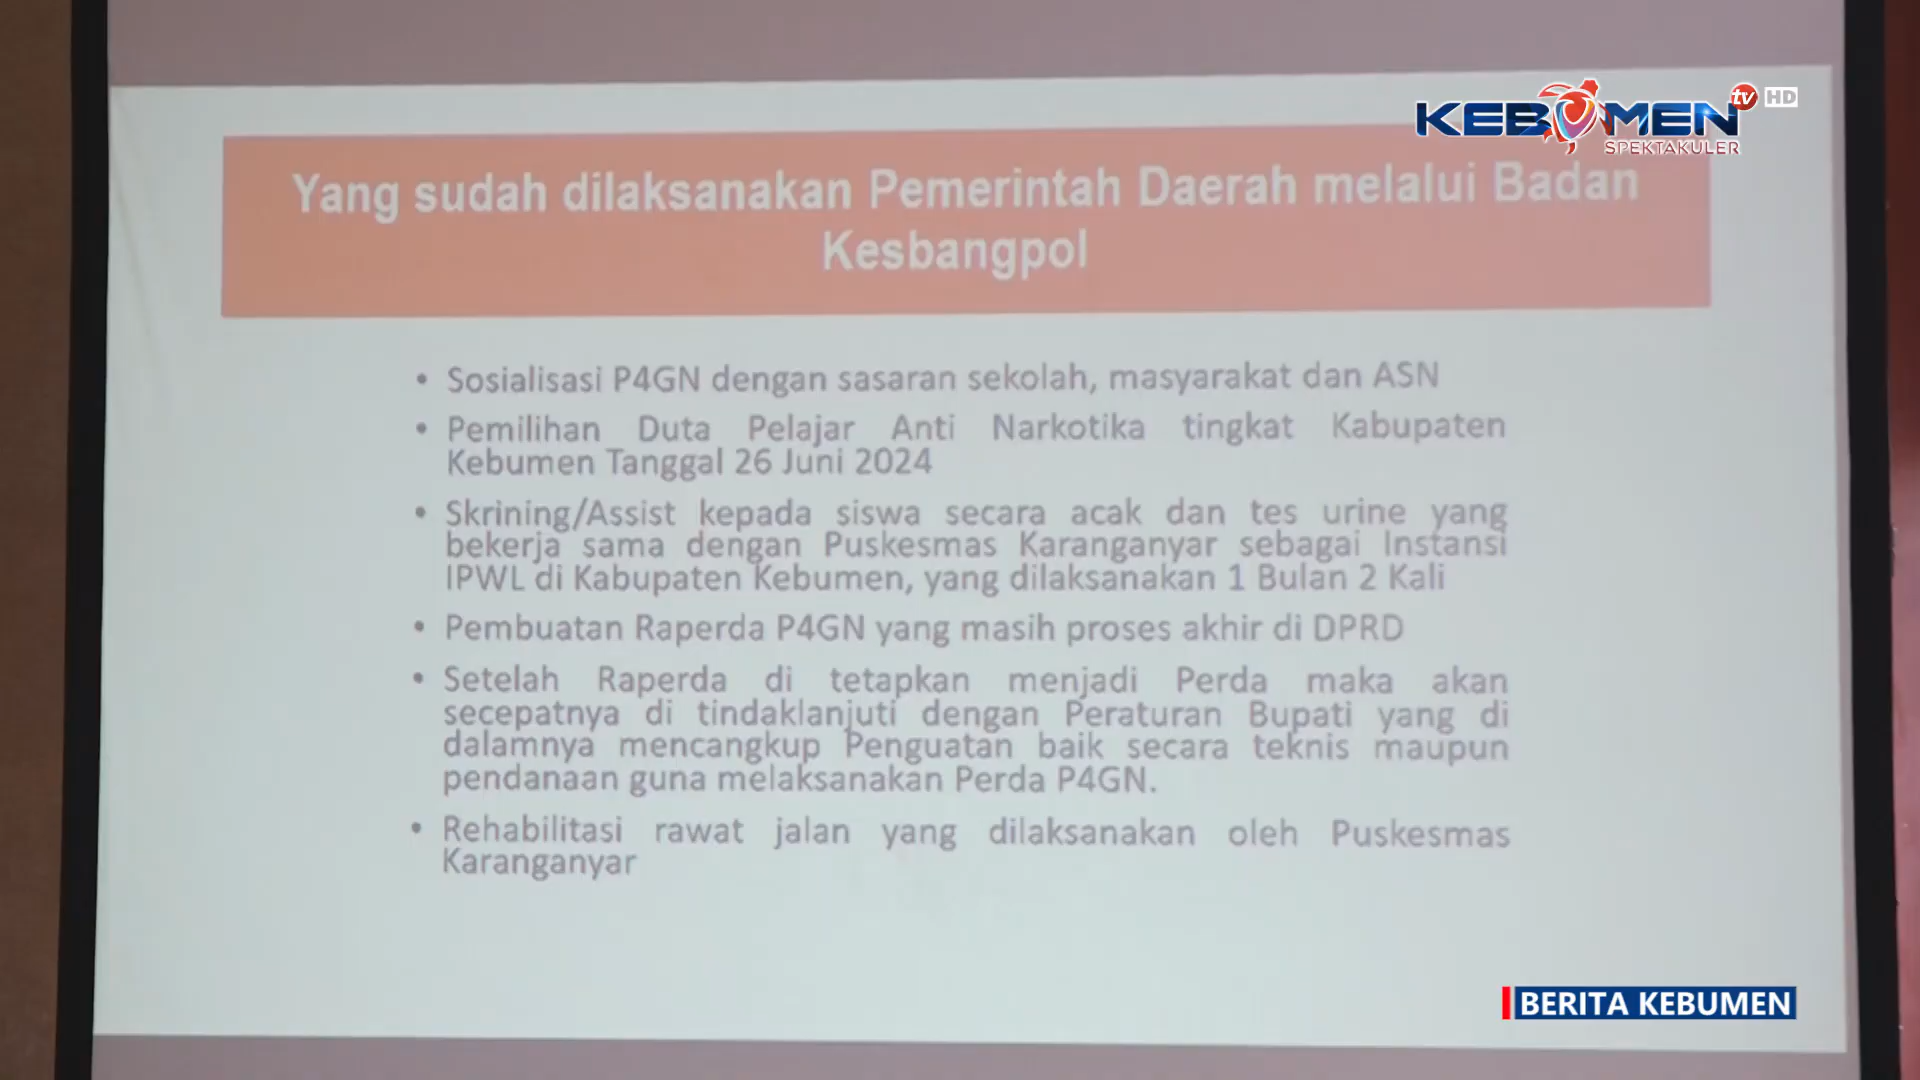 KEBUMEN tv HD
SPEKTAKULER
Yang sudah dilaksanakan Pemerintah Daerah melalui Badan
Kesbangpol
• Sosialisasi P4GN dengan sasaran sekolah, masyarakat dan ASN
• Pemilihan Duta Pelajar Anti Narkotika tingkat Kabupaten
Kebumen Tanggal 26 Juni 2024
• Skrining/Assist kepada siswa secara acak dan tes urine yang
bekerja sama dengan Puskesmas Karanganyar sebagai Instansi
IPWL di Kabupaten Kebumen, yang dilaksanakan 1 Bulan 2 Kali
• Pembuatan Raperda P4GN yang masih proses akhir di DPRD
• Setelah Raperda di tetapkan menjadi Perda maka akan
secepatnya di tindaklanjuti dengan Peraturan Bupati yang di
dalamnya mencangkup Penguatan baik secara teknis maupun
pendanaan guna melaksanakan Perda P4GN.
• Rehabilitasi rawat jalan yang dilaksanakan oleh Puskesmas
Karanganyar
BERITA KEBUMEN